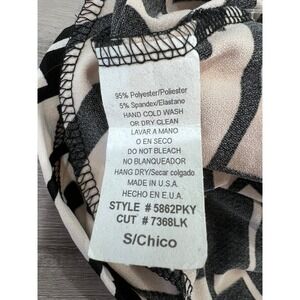 95% Polyester/Poliester
5% Spandex/Elastano
HAND COLD WASH
OR DRY CLEAN
LAVAR A MANO
O EN SECO
DO NOT BLEACH
NO BLANQUEADOR
HANG DRY/Secar colgado
MADE IN U.S.A.
HECHO EN E.U.A.
STYLE # 5862PKY
CUT # 7368LK
S/Chico